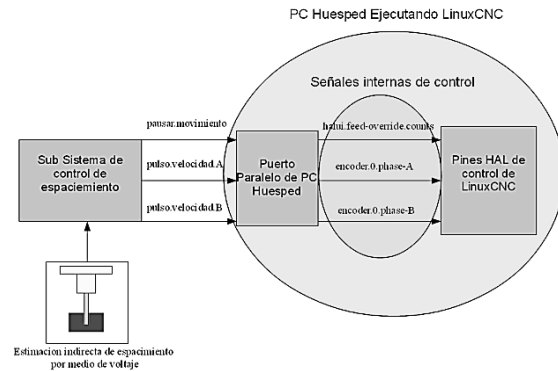 PC Huesped Ejecutando LinuxCNC
Señales internas de control
pausar.movimiento
halui.feed-override.counts
Sub Sistema de
control de
espaciemiento
pulso.velocidad.A
Puerto
Paralelo de PC
Huesped
encoder.0.phase-A
Pines HAL de
control de
LinuxCNC
pulso.velocidad.B
encoder.0.phase-B
Estimacion indirecta de espacimiento
por medio de voltaje